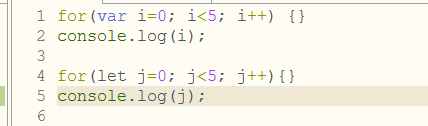 1 for(var i=0; i<5; i++) {}
2 console.log(i);
3
4 for(let j=0; j<5; j++){}
5 console.log(j);
6